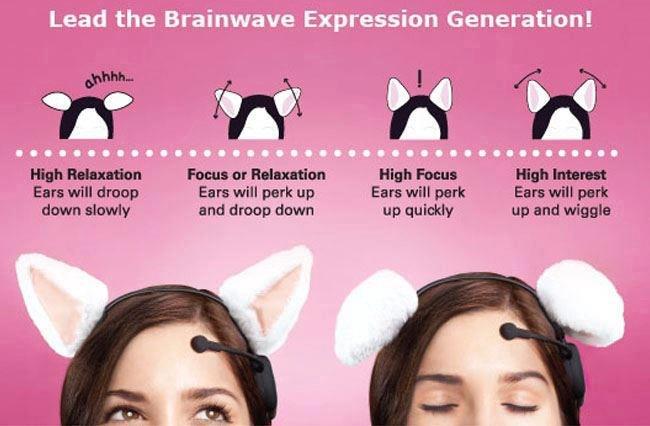 Lead the Brainwave Expression Generation!
ahhhh...
!
High Relaxation
Ears will droop
down slowly
Focus or Relaxation
Ears will perk up
and droop down
High Focus
Ears will perk
up quickly
High Interest
Ears will perk
up and wiggle